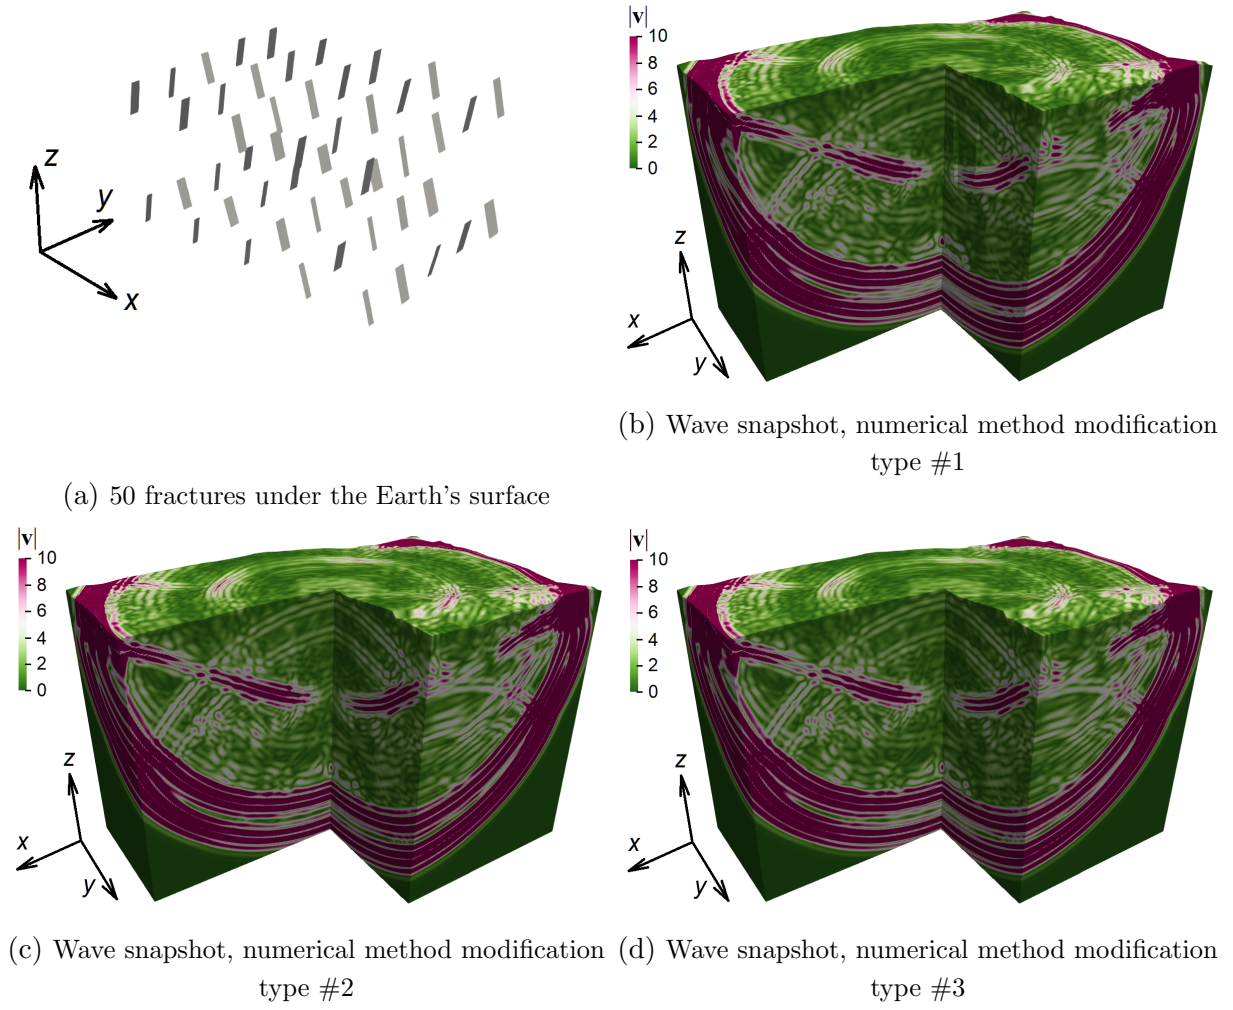 z
y
x
(a) 50 fractures under the Earth's surface
|v|
10
8
6
4
2
0
z
x
y
(b) Wave snapshot, numerical method modification
type #1
|v|
10
8
6
4
2
0
z
x
y
(c) Wave snapshot, numerical method modification
type #2
|v|
10
8
6
4
2
0
z
x
y
(d) Wave snapshot, numerical method modification
type #3